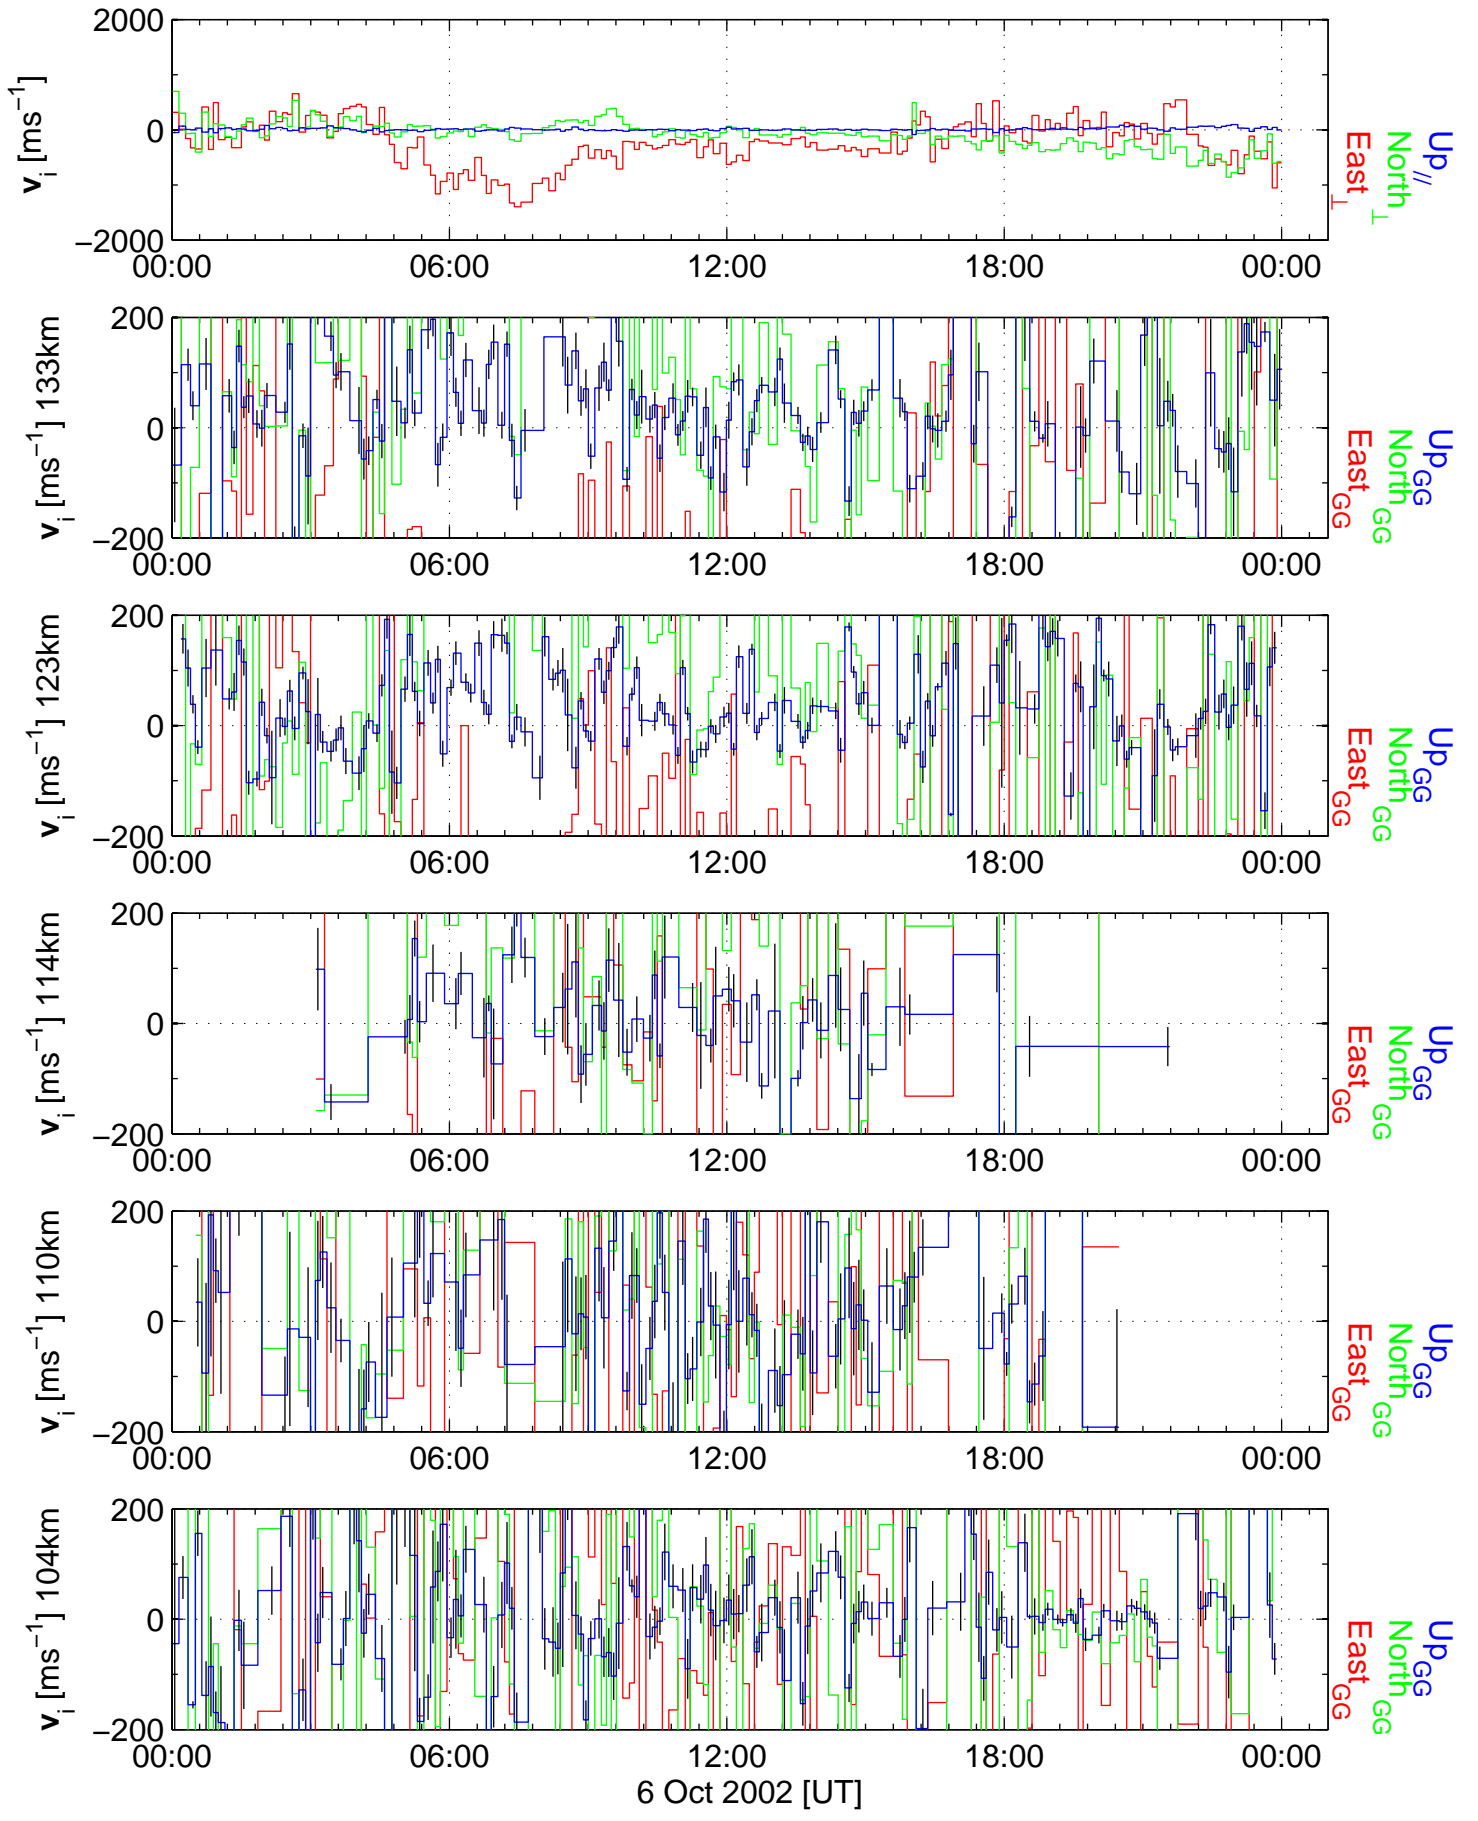 v_i [ms^−1]
2000
0
−2000
00:00 06:00 12:00 18:00 00:00
East_⊥
North_⊥
Up_//
v_i [ms^−1] 133km
200
0
−200
00:00 06:00 12:00 18:00 00:00
East_GG
North_GG
Up_GG
v_i [ms^−1] 123km
200
0
−200
00:00 06:00 12:00 18:00 00:00
East_GG
North_GG
Up_GG
v_i [ms^−1] 114km
200
0
−200
00:00 06:00 12:00 18:00 00:00
East_GG
North_GG
Up_GG
v_i [ms^−1] 110km
200
0
−200
00:00 06:00 12:00 18:00 00:00
East_GG
North_GG
Up_GG
v_i [ms^−1] 104km
200
0
−200
00:00 06:00 12:00 18:00 00:00
East_GG
North_GG
Up_GG
6 Oct 2002 [UT]